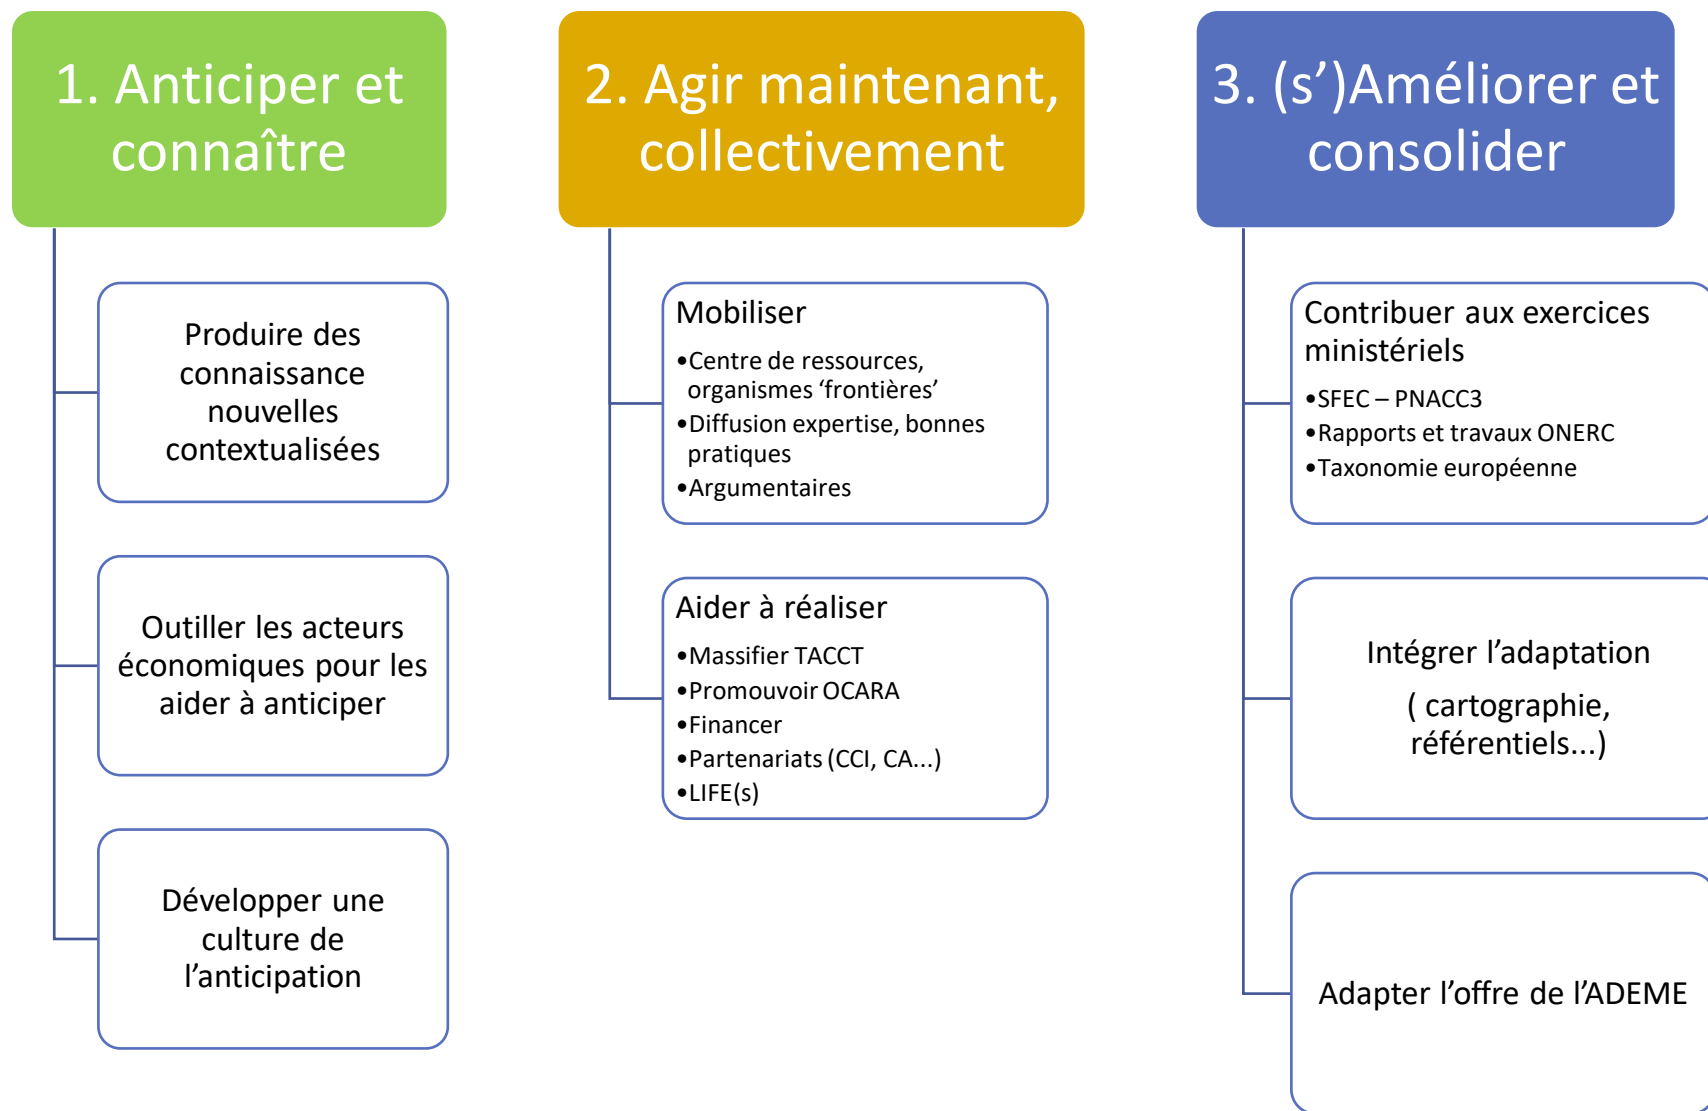 1. Anticiper et
connaître
Produire des
connaissance
nouvelles
contextualisées
Outiller les acteurs
économiques pour les
aider à anticiper
Développer une
culture de
l’anticipation
2. Agir maintenant,
collectivement
Mobiliser
•Centre de ressources,
organismes ‘frontières’
•Diffusion expertise, bonnes
pratiques
•Argumentaires
Aider à réaliser
•Massifier TACCT
•Promouvoir OCARA
•Financer
•Partenariats (CCI, CA...)
•LIFE(s)
3. (s’)Améliorer et
consolider
Contribuer aux exercices
ministériels
•SFEC – PNACC3
•Rapports et travaux ONERC
•Taxonomie européenne
Intégrer l’adaptation
( cartographie,
référentiels...)
Adapter l’offre de l’ADEME